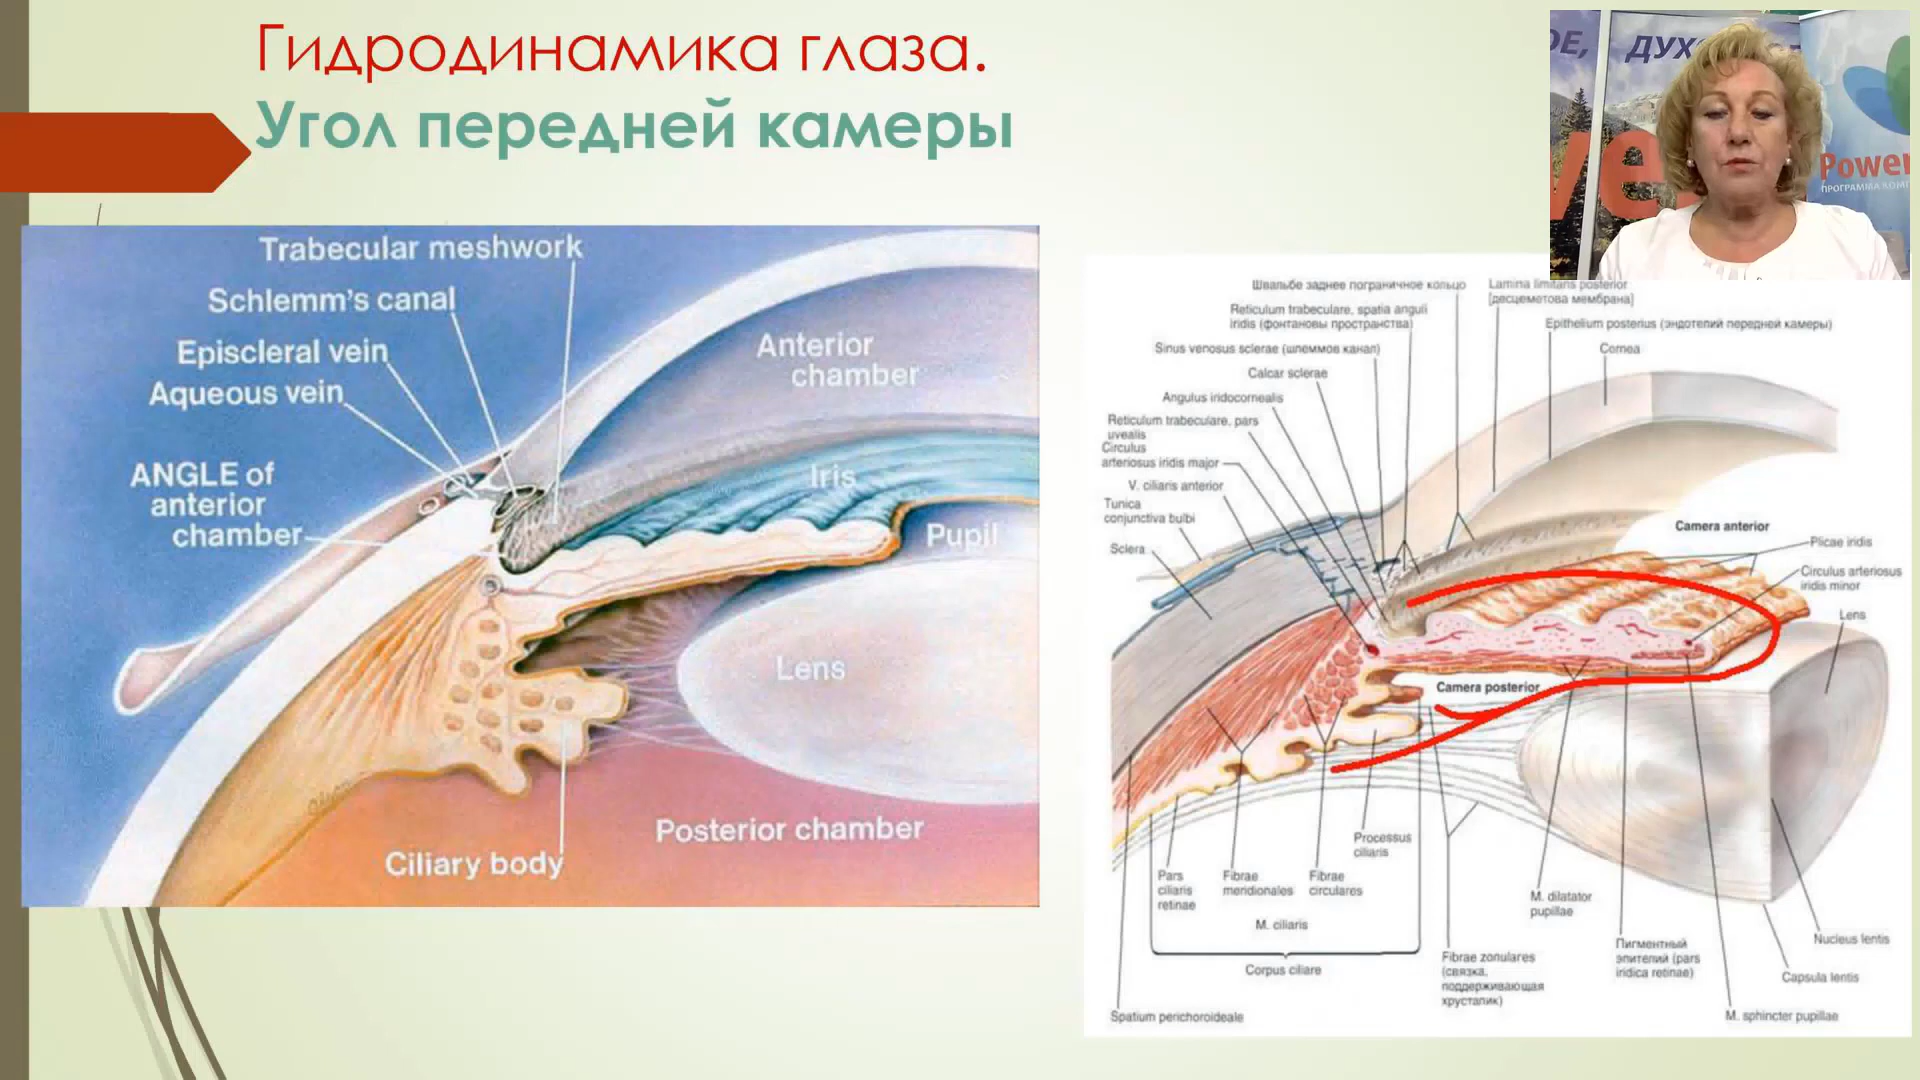 Гидродинамика глаза.
Угол передней камеры
Trabecular meshwork
Schlemm's canal
Episcleral vein
Aqueous vein
ANGLE of
anterior
chamber
Anterior
chamber
Iris
Pupil
Lens
Posterior chamber
Ciliary body
Швальбе заднее пограничное кольцо
Lamina limitans posterior
[десцеметова мембрана]
Reticulum trabeculare, spatia anguli
iridis (фонтановы пространства)
Epithelium posterius (эндотелий передней камеры)
Sinus venosus sclerae (шлеммов канал)
Cornea
Calcar sclerae
Angulus iridocornealis
Reticulum trabeculare, pars
uvealis
Circulus
arteriosus iridis major
V. ciliaris anterior
Tunica
conjunctiva bulbi
Sclera
Camera anterior
Plicae iridis
Circulus arteriosus
iridis minor
Lens
Camera posterior
Processus
ciliaris
Pars
ciliaris
retinae
Fibrae
meridionales
Fibrae
circulares
M. ciliaris
Corpus ciliare
M. dilatator
pupillae
Fibrae zonulares
(связка,
поддерживающая
хрусталик)
Пигментный
эпителий (pars
iridica retinae)
Nucleus lentis
Capsula lentis
M. sphincter pupillae
Spatium perichoroideale
ОЕ,
ДУХ
ve
Power
ПРОГРАММА КОМП